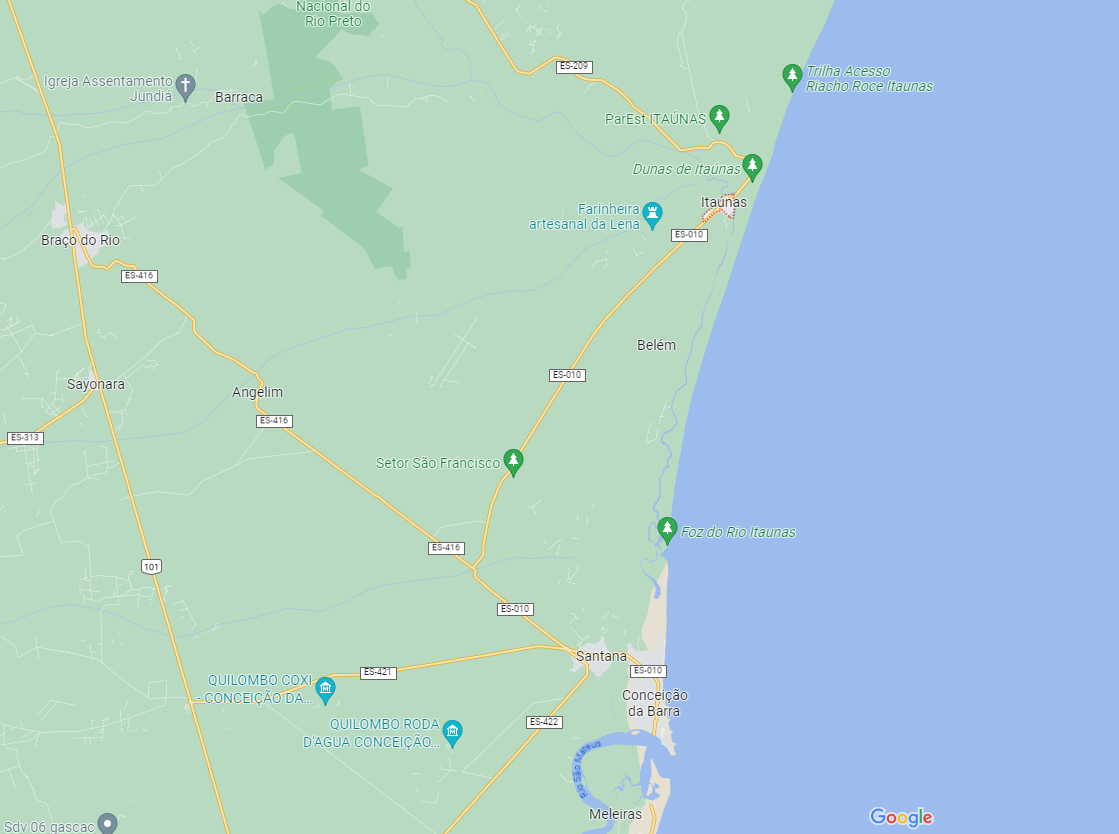 Nacional do
Rio Preto
ES-209
Trilha Acesso
Riacho Roce Itaunas
Igreja Assentamento
Jundiá
Barraca
ParEst ITAÚNAS
Dunas de Itaúnas
Itaúnas
Farinheira
artesanal da Lena
ES-010
Braço do Rio
ES-416
Belém
ES-010
Sayonara
Angelim
ES-416
ES-313
Setor São Francisco
Foz do Rio Itaunas
ES-416
101
ES-010
Santana
ES-010
ES-421
QUILOMBO COXI
- CONCEIÇÃO DA...
Conceição
da Barra
QUILOMBO RODA
D'AGUA CONCEIÇÃO...
ES-422
Rio São Mateus
Meleiras
Google
Sdv 06 gascac